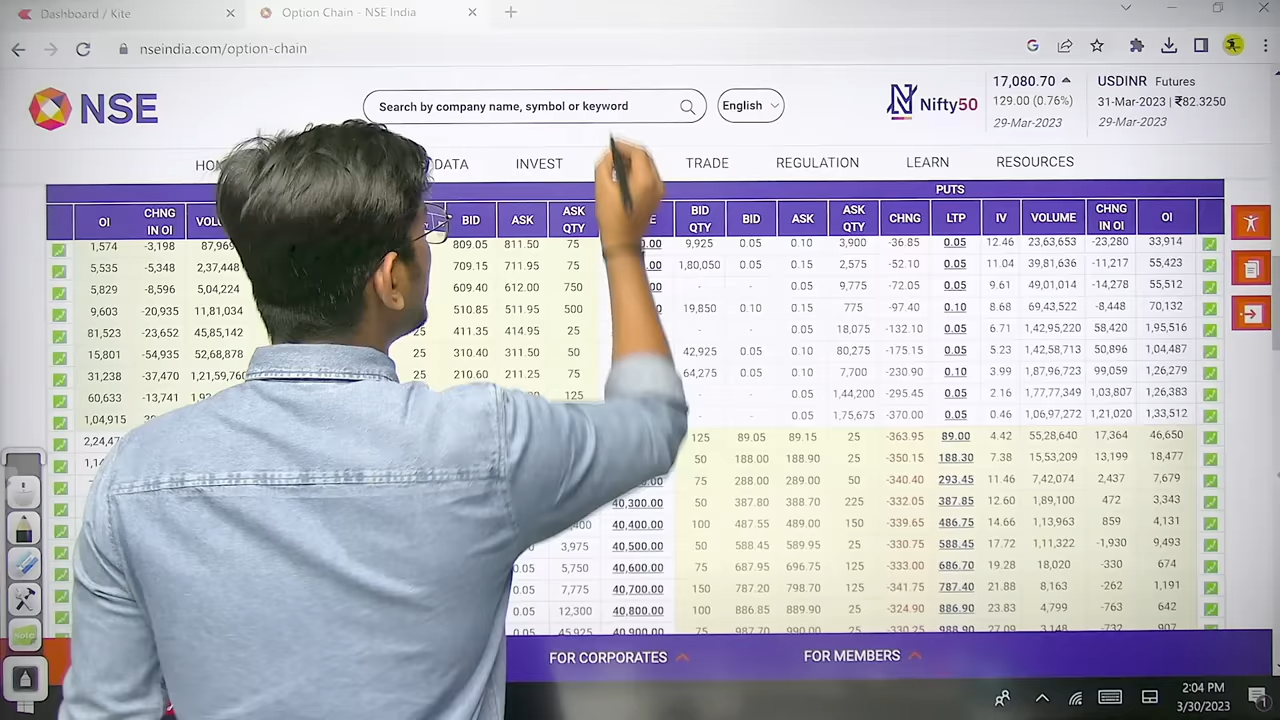 Dashboard / Kite
Option Chain - NSE India
nseindia.com/option-chain
NSE
Search by company name, symbol or keyword
English
Nifty50
17,080.70
129.00 (0.76%)
29-Mar-2023
USDINR Futures
31-Mar-2023 | ₹82.3250
29-Mar-2023
DATA INVEST TRADE REGULATION LEARN RESOURCES
PUTS
OI CHNG IN OI BID ASK ASK QTY BID QTY BID ASK ASK QTY CHNG LTP IV VOLUME CHNG IN OI OI
1,574 -3,198 809.05 811.50 75 9,925 0.05 0.10 3,900 -36.85 0.05 12.46 23,63,653 -23,280 33,914
5,535 -5,348 2,37,448 709.15 711.95 75 1,80,050 0.05 0.15 2,575 -52.10 0.05 11.04 39,81,636 -11,217 55,423
5,829 -8,596 5,04,224 609.40 612.00 750 - - 0.05 9,775 -72.05 0.05 9.61 49,01,014 -14,278 55,512
9,603 -20,935 11,81,034 510.85 511.95 500 19,850 0.10 0.15 775 -97.40 0.10 8.68 69,43,522 -8,448 70,132
81,523 -23,652 45,85,142 25 411.35 414.95 25 - - 0.05 18,075 -132.10 0.05 6.71 1,42,95,220 58,420 1,95,516
15,801 -54,935 52,68,878 25 310.40 311.50 50 42,925 0.05 0.10 80,275 -175.15 0.05 5.23 1,42,58,713 50,896 1,04,487
31,238 -37,470 1,21,59,760 25 210.60 211.25 75 64,275 0.05 0.10 7,700 -230.90 0.10 3.99 1,87,96,723 99,059 1,26,279
60,633 -13,741 125 - 0.05 1,44,200 -295.45 0.05 2.16 1,77,77,349 1,03,807 1,26,383
1,04,915 - 0.05 1,75,675 -370.00 0.05 0.46 1,06,97,272 1,21,020 1,33,512
125 89.05 89.15 25 -363.95 89.00 4.42 55,28,640 17,364 46,650
50 188.00 188.90 50 -350.15 188.30 7.38 15,53,209 13,199 18,477
75 288.00 289.00 50 -340.40 293.45 11.46 7,42,074 2,437 7,679
40,300.00 50 387.80 388.70 225 -332.05 387.85 12.60 1,89,100 472 3,343
40,400.00 100 487.55 489.00 150 -339.65 486.75 14.66 1,13,963 859 4,131
3,975 40,500.00 50 588.45 589.95 25 -330.75 588.45 17.72 1,11,322 -1,930 9,493
0.05 5,750 40,600.00 25 687.95 696.75 125 -333.00 686.70 19.28 18,020 -330 674
0.05 7,775 40,700.00 150 787.20 798.70 125 -341.75 787.40 21.88 8,163 -262 1,191
0.05 12,300 40,800.00 100 886.85 889.90 25 -324.90 886.90 23.83 4,799 -763 642
0.05 45,925 40,900.00 75 987.70 990.00 25 -330.25 988.90 27.09 3,148 -732 907
FOR CORPORATES FOR MEMBERS
note
2:04 PM
3/30/2023